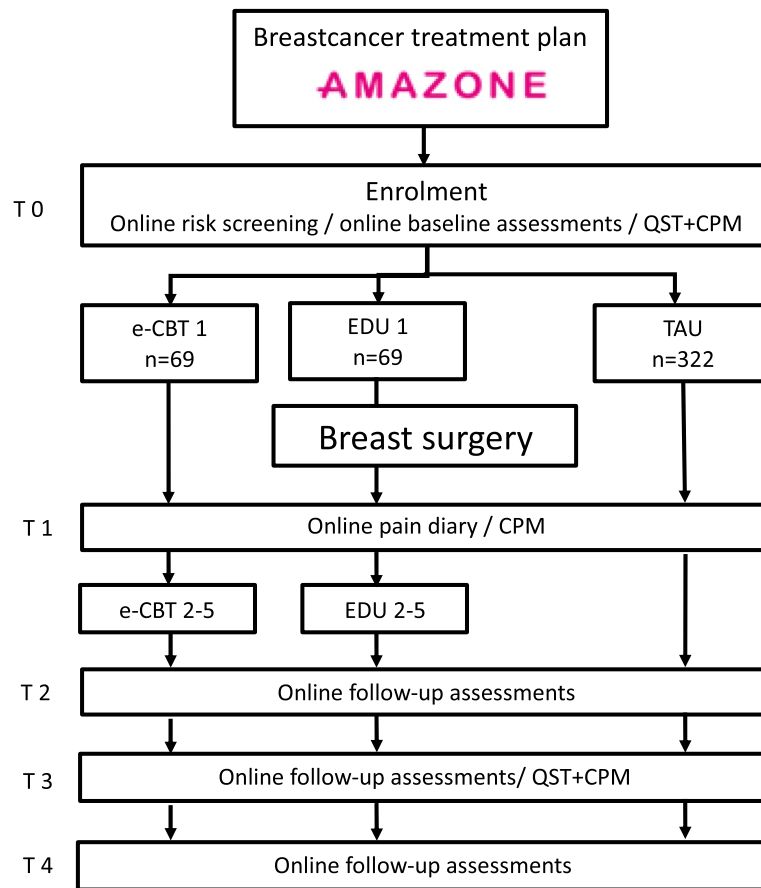 Breastcancer treatment plan
AMAZONE
T 0
Enrolment
Online risk screening / online baseline assessments / QST+CPM
e-CBT 1
n=69
EDU 1
n=69
TAU
n=322
Breast surgery
T 1
Online pain diary / CPM
e-CBT 2-5
EDU 2-5
T 2
Online follow-up assessments
T 3
Online follow-up assessments/ QST+CPM
T 4
Online follow-up assessments